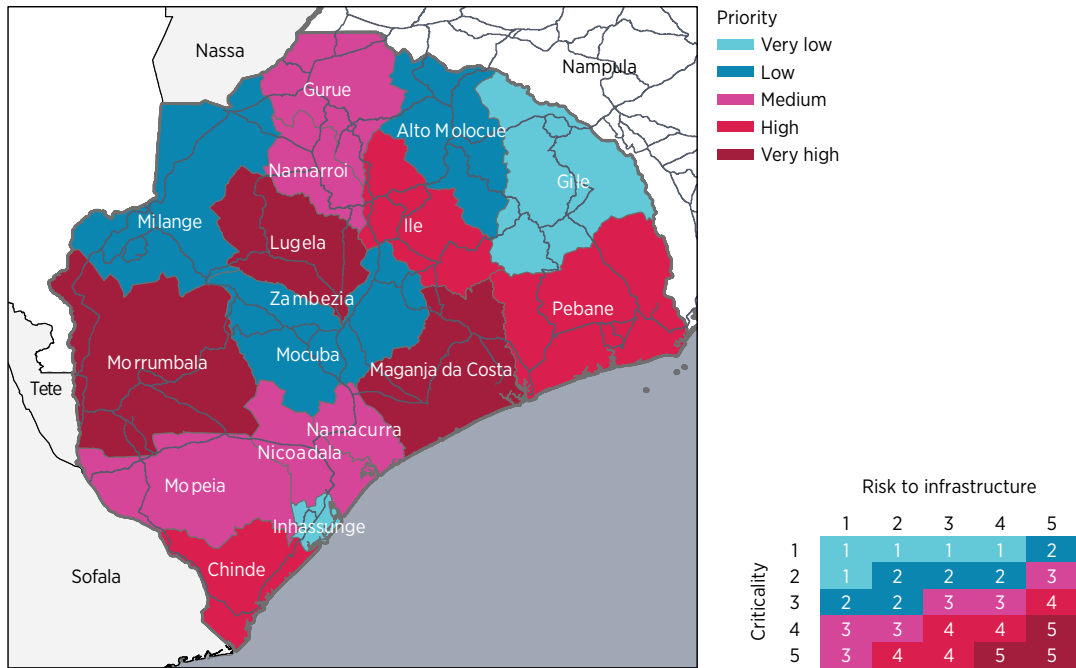 Nassa
Nampula
Gurue
Alto Molocue
Namarroi
Gile
Milange
Ile
Lugela
Zambezia
Pebane
Morrumbala
Mocuba
Maganja da Costa
Tete
Namacurra
Nicoadala
Mopeia
Inhassunge
Chinde
Sofala
Priority
Very low
Low
Medium
High
Very high
Risk to infrastructure
1 2 3 4 5
Criticality
1 1 1 1 1 2
2 1 2 2 2 3
3 2 2 3 3 4
4 3 3 4 4 5
5 3 4 4 5 5